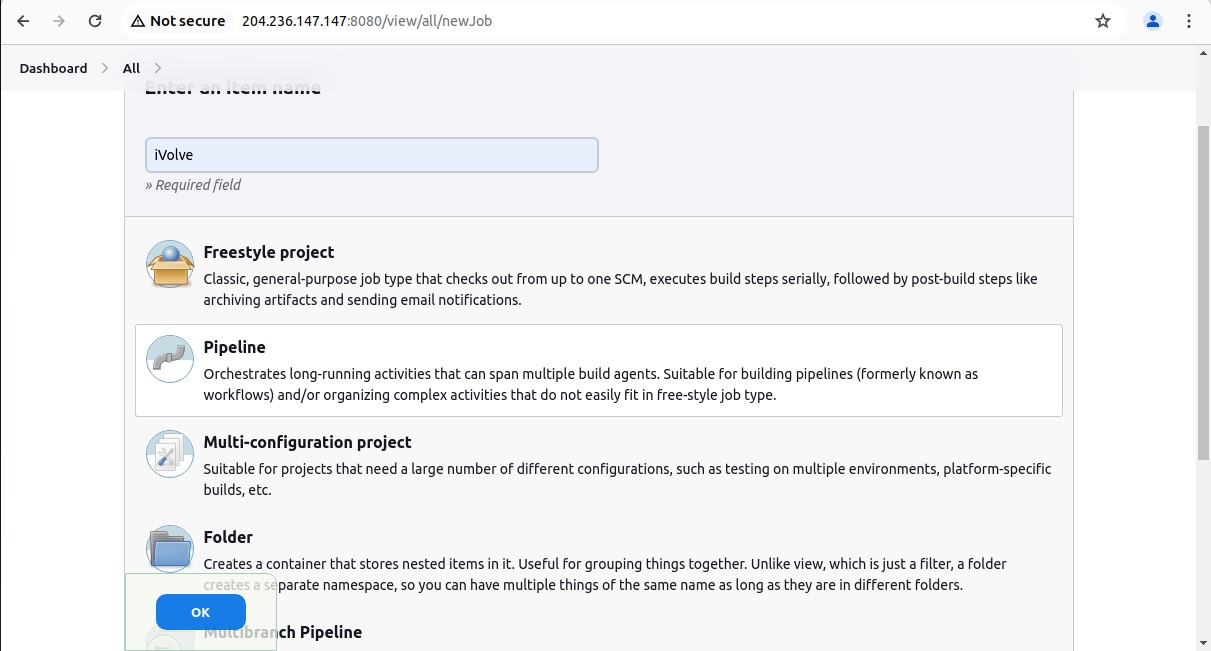 Not secure 204.236.147.147:8080/view/all/newJob
Dashboard All
Enter an item name
iVolve
» Required field
Freestyle project
Classic, general-purpose job type that checks out from up to one SCM, executes build steps serially, followed by post-build steps like
archiving artifacts and sending email notifications.
Pipeline
Orchestrates long-running activities that can span multiple build agents. Suitable for building pipelines (formerly known as
workflows) and/or organizing complex activities that do not easily fit in free-style job type.
Multi-configuration project
Suitable for projects that need a large number of different configurations, such as testing on multiple environments, platform-specific
builds, etc.
Folder
Creates a container that stores nested items in it. Useful for grouping things together. Unlike view, which is just a filter, a folder
creates a separate namespace, so you can have multiple things of the same name as long as they are in different folders.
OK
Multibranch Pipeline